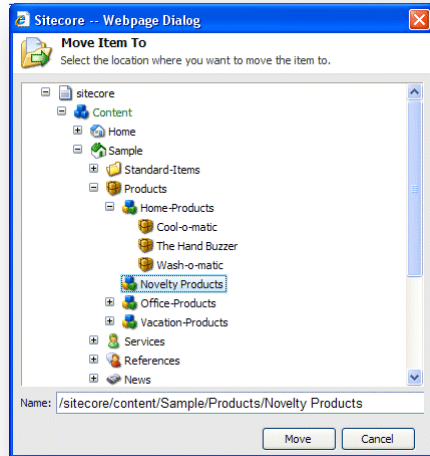 Sitecore -- Webpage Dialog
Move Item To
Select the location where you want to move the item to.
sitecore
Content
Home
Sample
Standard-Items
Products
Home-Products
Cool-o-matic
The Hand Buzzer
Wash-o-matic
Novelty Products
Office-Products
Vacation-Products
Services
References
News
Name: /sitecore/content/Sample/Products/Novelty Products
Move Cancel